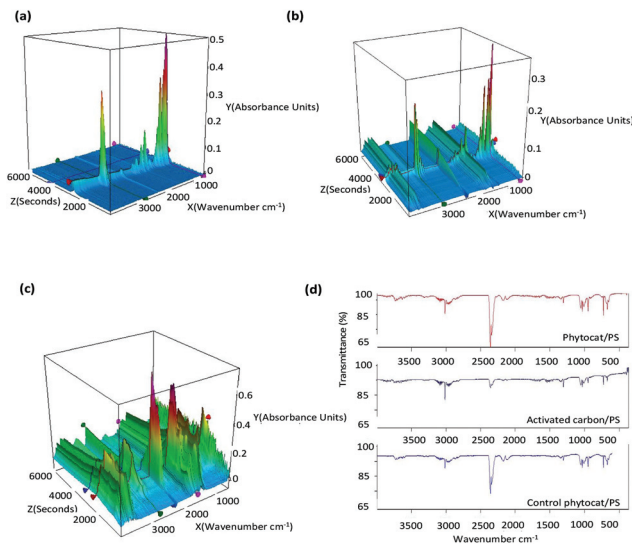 (a)
0.5
0.4
0.3
Y(Absorbance Units)
0.2
0.1
0
6000
4000
Z(Seconds)
2000
3000
2000
1000
X(Wavenumber cm⁻¹)
(b)
0.3
0.2
Y(Absorbance Units)
0.1
0
6000
4000
Z(Seconds)
2000
3000
2000
1000
X(Wavenumber cm⁻¹)
(c)
0.6
0.4
Y(Absorbance Units)
0.2
0
6000
4000
Z(Seconds)
2000
3000
2000
1000
X(Wavenumber cm⁻¹)
(d)
Transmittance (%)
100
85
65
Phytocat/PS
3500 3000 2500 2000 1500 1000 500
100
85
65
Activated carbon/PS
3500 3000 2500 2000 1500 1000 500
100
85
65
Control phytocat/PS
3500 3000 2500 2000 1500 1000 500
Wavenumber cm⁻¹